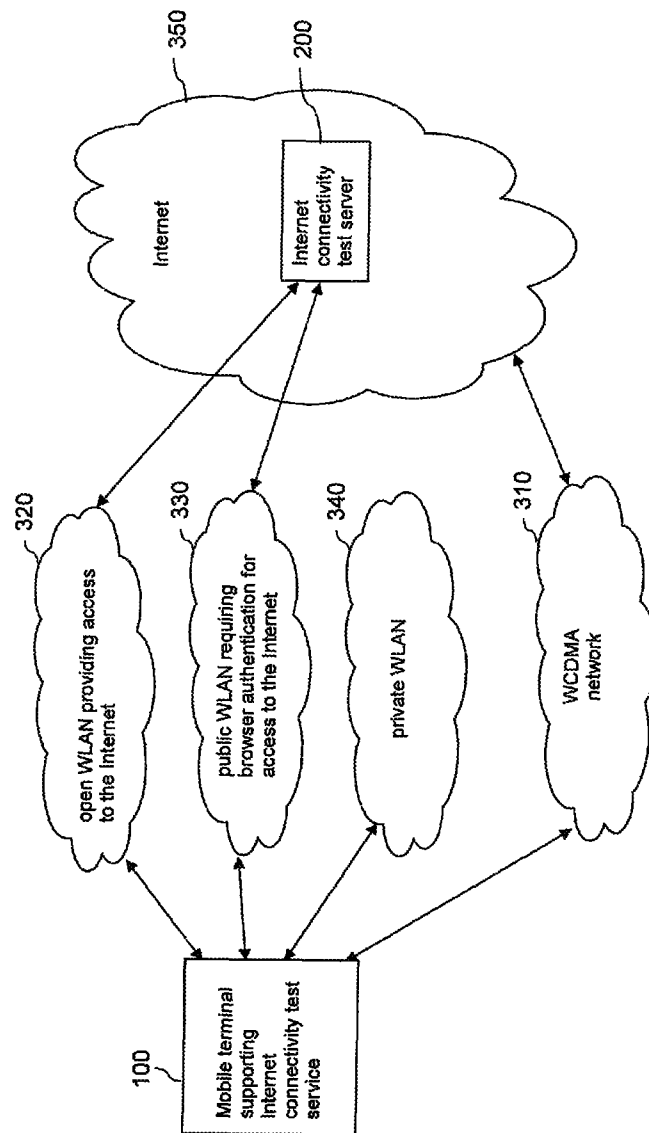 100
Mobile terminal
supporting
Internet
connectivity test
service
320
open WLAN providing access
to the Internet
330
public WLAN requiring
browser authentication for
access to the Internet
340
private WLAN
310
WCDMA
network
350
Internet
200
Internet
connectivity
test server